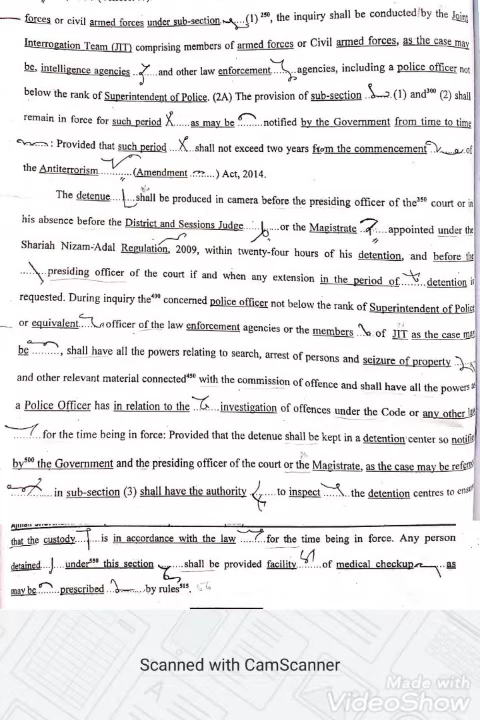 forces or civil armed forces under sub-section......(1) 250, the inquiry shall be conducted by the Joint
Interrogation Team (JIT) comprising members of armed forces or Civil armed forces, as the case may
be, intelligence agencies ......and other law enforcement......agencies, including a police officer not
below the rank of Superintendent of Police. (2A) The provision of sub-section ......(1) and300 (2) shall
remain in force for such period ......as may be ......notified by the Government from time to time
......: Provided that such period ...... shall not exceed two years from the commencement ......of
the Antiterrorism ......(Amendment ......) Act, 2014.
The detenue......shall be produced in camera before the presiding officer of the350 court or in
his absence before the District and Sessions Judge ......or the Magistrate ......appointed under the
Shariah Nizam-Adal Regulation, 2009, within twenty-four hours of his detention, and before the
......presiding officer of the court if and when any extension in the period of ......detention is
requested. During inquiry the400 concerned police officer not below the rank of Superintendent of Police
or equivalent......officer of the law enforcement agencies or the members ......of JIT as the case may
be ......, shall have all the powers relating to search, arrest of persons and seizure of property ......
and other relevant material connected450 with the commission of offence and shall have all the powers as
a Police Officer has in relation to the ......investigation of offences under the Code or any other
......for the time being in force: Provided that the detenue shall be kept in a detention center so notified
by500 the Government and the presiding officer of the court or the Magistrate, as the case may be referred
...... in sub-section (3) shall have the authority ......to inspect ...... the detention centres to ensure
that the custody......is in accordance with the law ......for the time being in force. Any person
detained......under550 this section ......shall be provided facility ......of medical checkup......as
may be ......prescribed ......by rules565.
Scanned with CamScanner
Made with
VideoShow